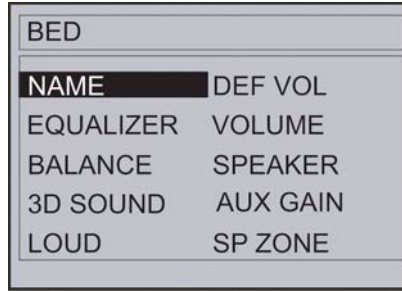 BED
NAME DEF VOL
EQUALIZER VOLUME
BALANCE SPEAKER
3D SOUND AUX GAIN
LOUD SP ZONE